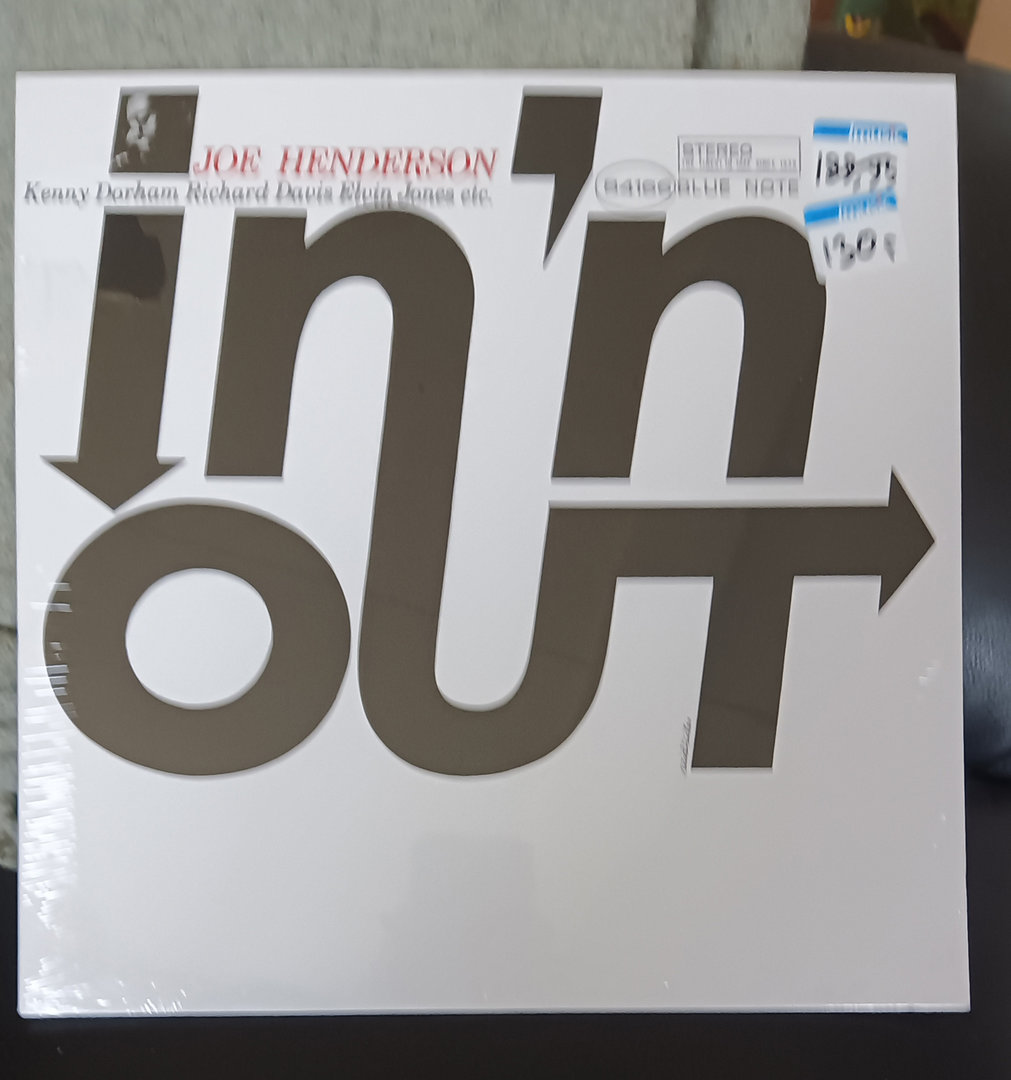 JOE HENDERSON
Kenny Dorham Richard Davis Elvin Jones etc.
STEREO
84166 BLUE NOTE
in'n
OUT